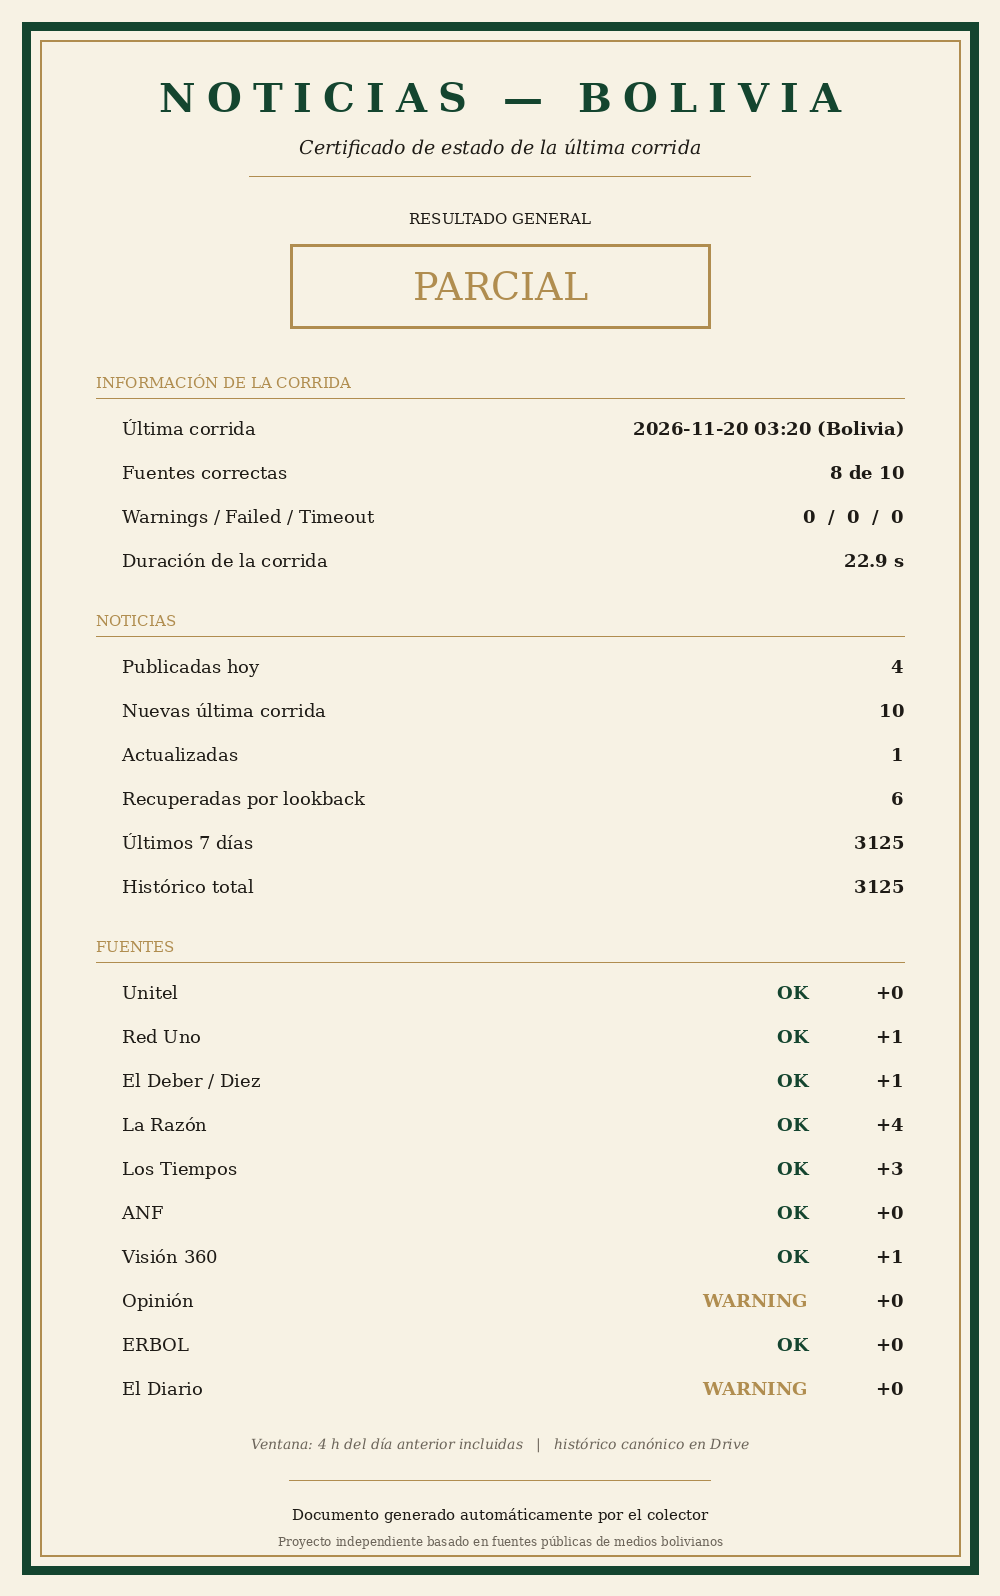 NOTICIAS — BOLIVIA
Certificado de estado de la última corrida
RESULTADO GENERAL
PARCIAL
INFORMACIÓN DE LA CORRIDA
Última corrida 2026-11-20 03:20 (Bolivia)
Fuentes correctas 8 de 10
Warnings / Failed / Timeout 0 / 0 / 0
Duración de la corrida 22.9 s
NOTICIAS
Publicadas hoy 4
Nuevas última corrida 10
Actualizadas 1
Recuperadas por lookback 6
Últimos 7 días 3125
Histórico total 3125
FUENTES
Unitel OK +0
Red Uno OK +1
El Deber / Diez OK +1
La Razón OK +4
Los Tiempos OK +3
ANF OK +0
Visión 360 OK +1
Opinión WARNING +0
ERBOL OK +0
El Diario WARNING +0
Ventana: 4 h del día anterior incluidas | histórico canónico en Drive
Documento generado automáticamente por el colector
Proyecto independiente basado en fuentes públicas de medios bolivianos